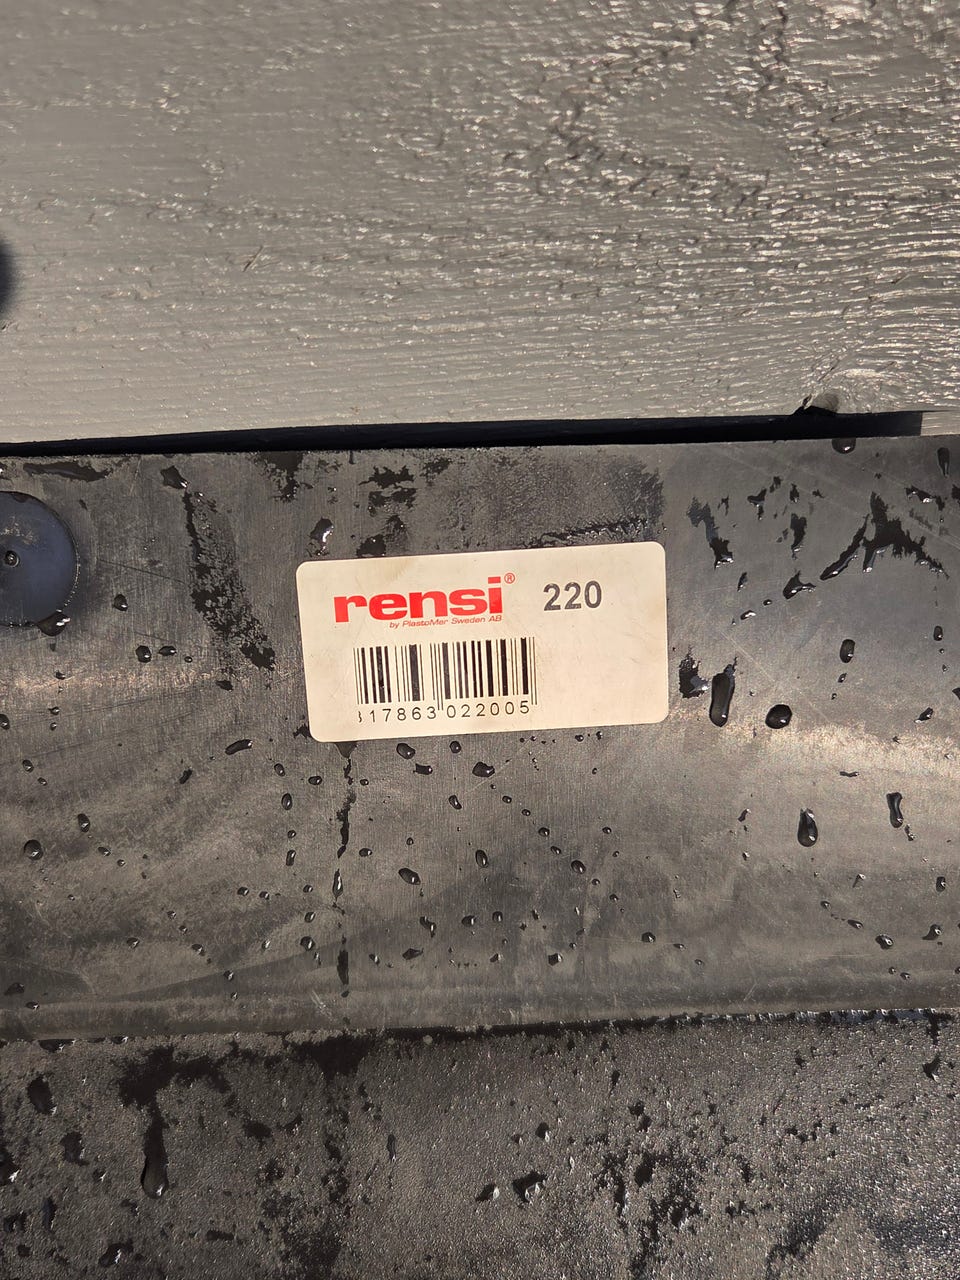 rensi® 220
by PlastoMer Sweden AB
17863 022005